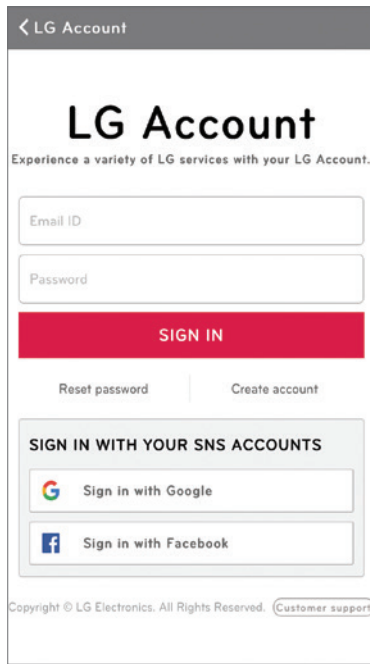 LG Account
LG Account
Experience a variety of LG services with your LG Account.
Email ID
Password
SIGN IN
Reset password Create account
SIGN IN WITH YOUR SNS ACCOUNTS
Sign in with Google
Sign in with Facebook
Copyright © LG Electronics. All Rights Reserved. Customer support